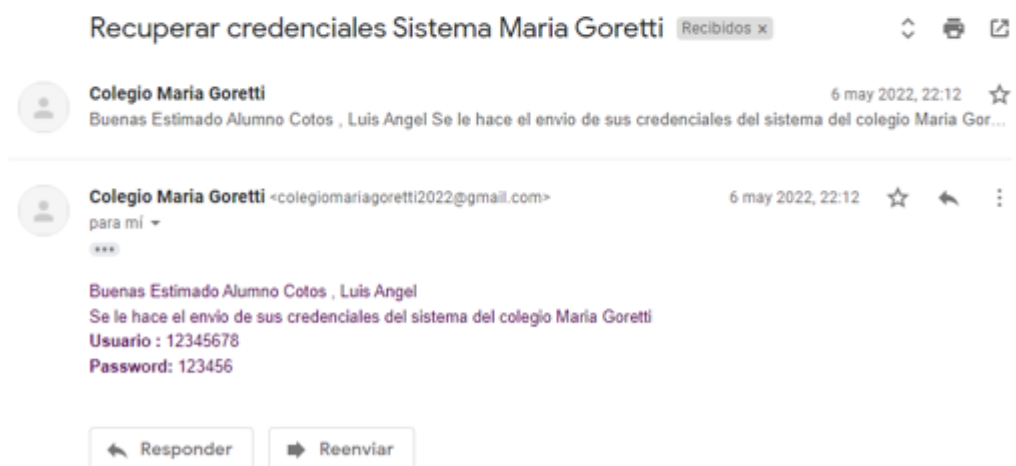 Recuperar credenciales Sistema Maria Goretti Recibidos x
Colegio Maria Goretti 6 may 2022, 22:12
Buenas Estimado Alumno Cotos , Luis Angel Se le hace el envio de sus credenciales del sistema del colegio Maria Gor...
Colegio Maria Goretti <colegiomariagoretti2022@gmail.com> 6 may 2022, 22:12
para mí
Buenas Estimado Alumno Cotos , Luis Angel
Se le hace el envio de sus credenciales del sistema del colegio Maria Goretti
Usuario : 12345678
Password: 123456
Responder Reenviar